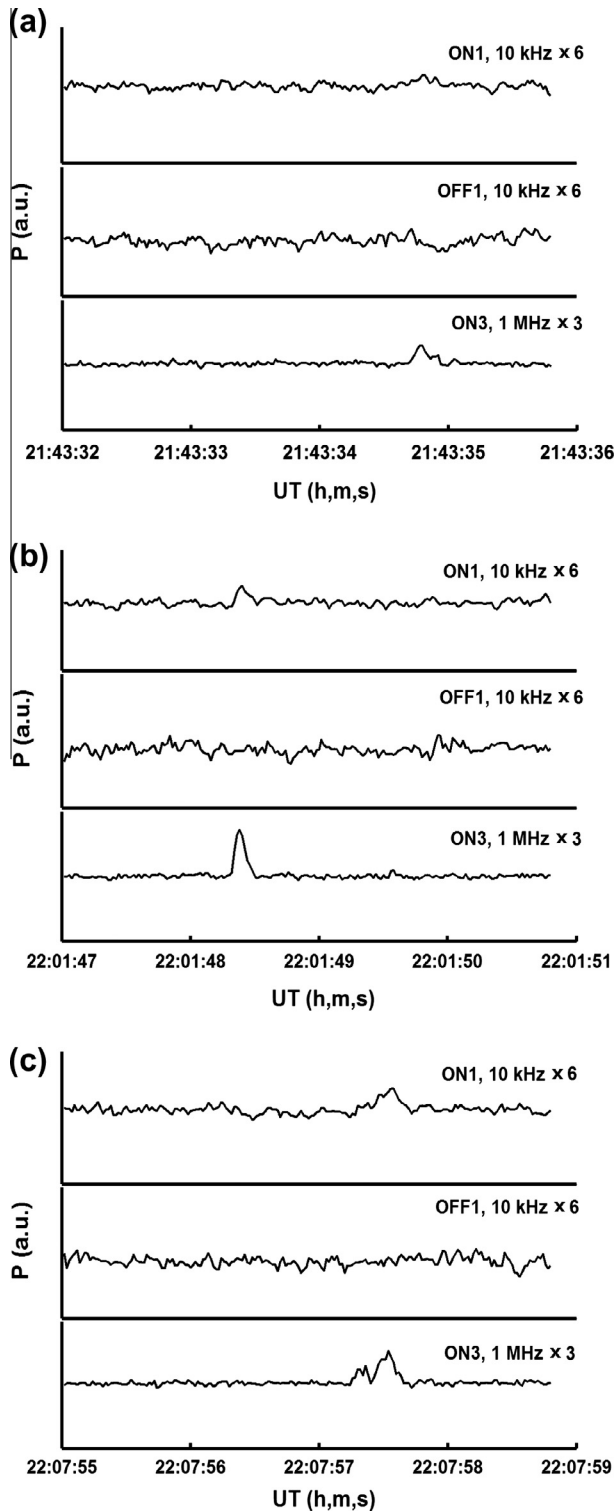 (a)
ON1, 10 kHz x 6
OFF1, 10 kHz x 6
P (a.u.)
ON3, 1 MHz x 3
21:43:32 21:43:33 21:43:34 21:43:35 21:43:36
UT (h,m,s)
(b)
ON1, 10 kHz x 6
OFF1, 10 kHz x 6
P (a.u.)
ON3, 1 MHz x 3
22:01:47 22:01:48 22:01:49 22:01:50 22:01:51
UT (h,m,s)
(c)
ON1, 10 kHz x 6
OFF1, 10 kHz x 6
P (a.u.)
ON3, 1 MHz x 3
22:07:55 22:07:56 22:07:57 22:07:58 22:07:59
UT (h,m,s)